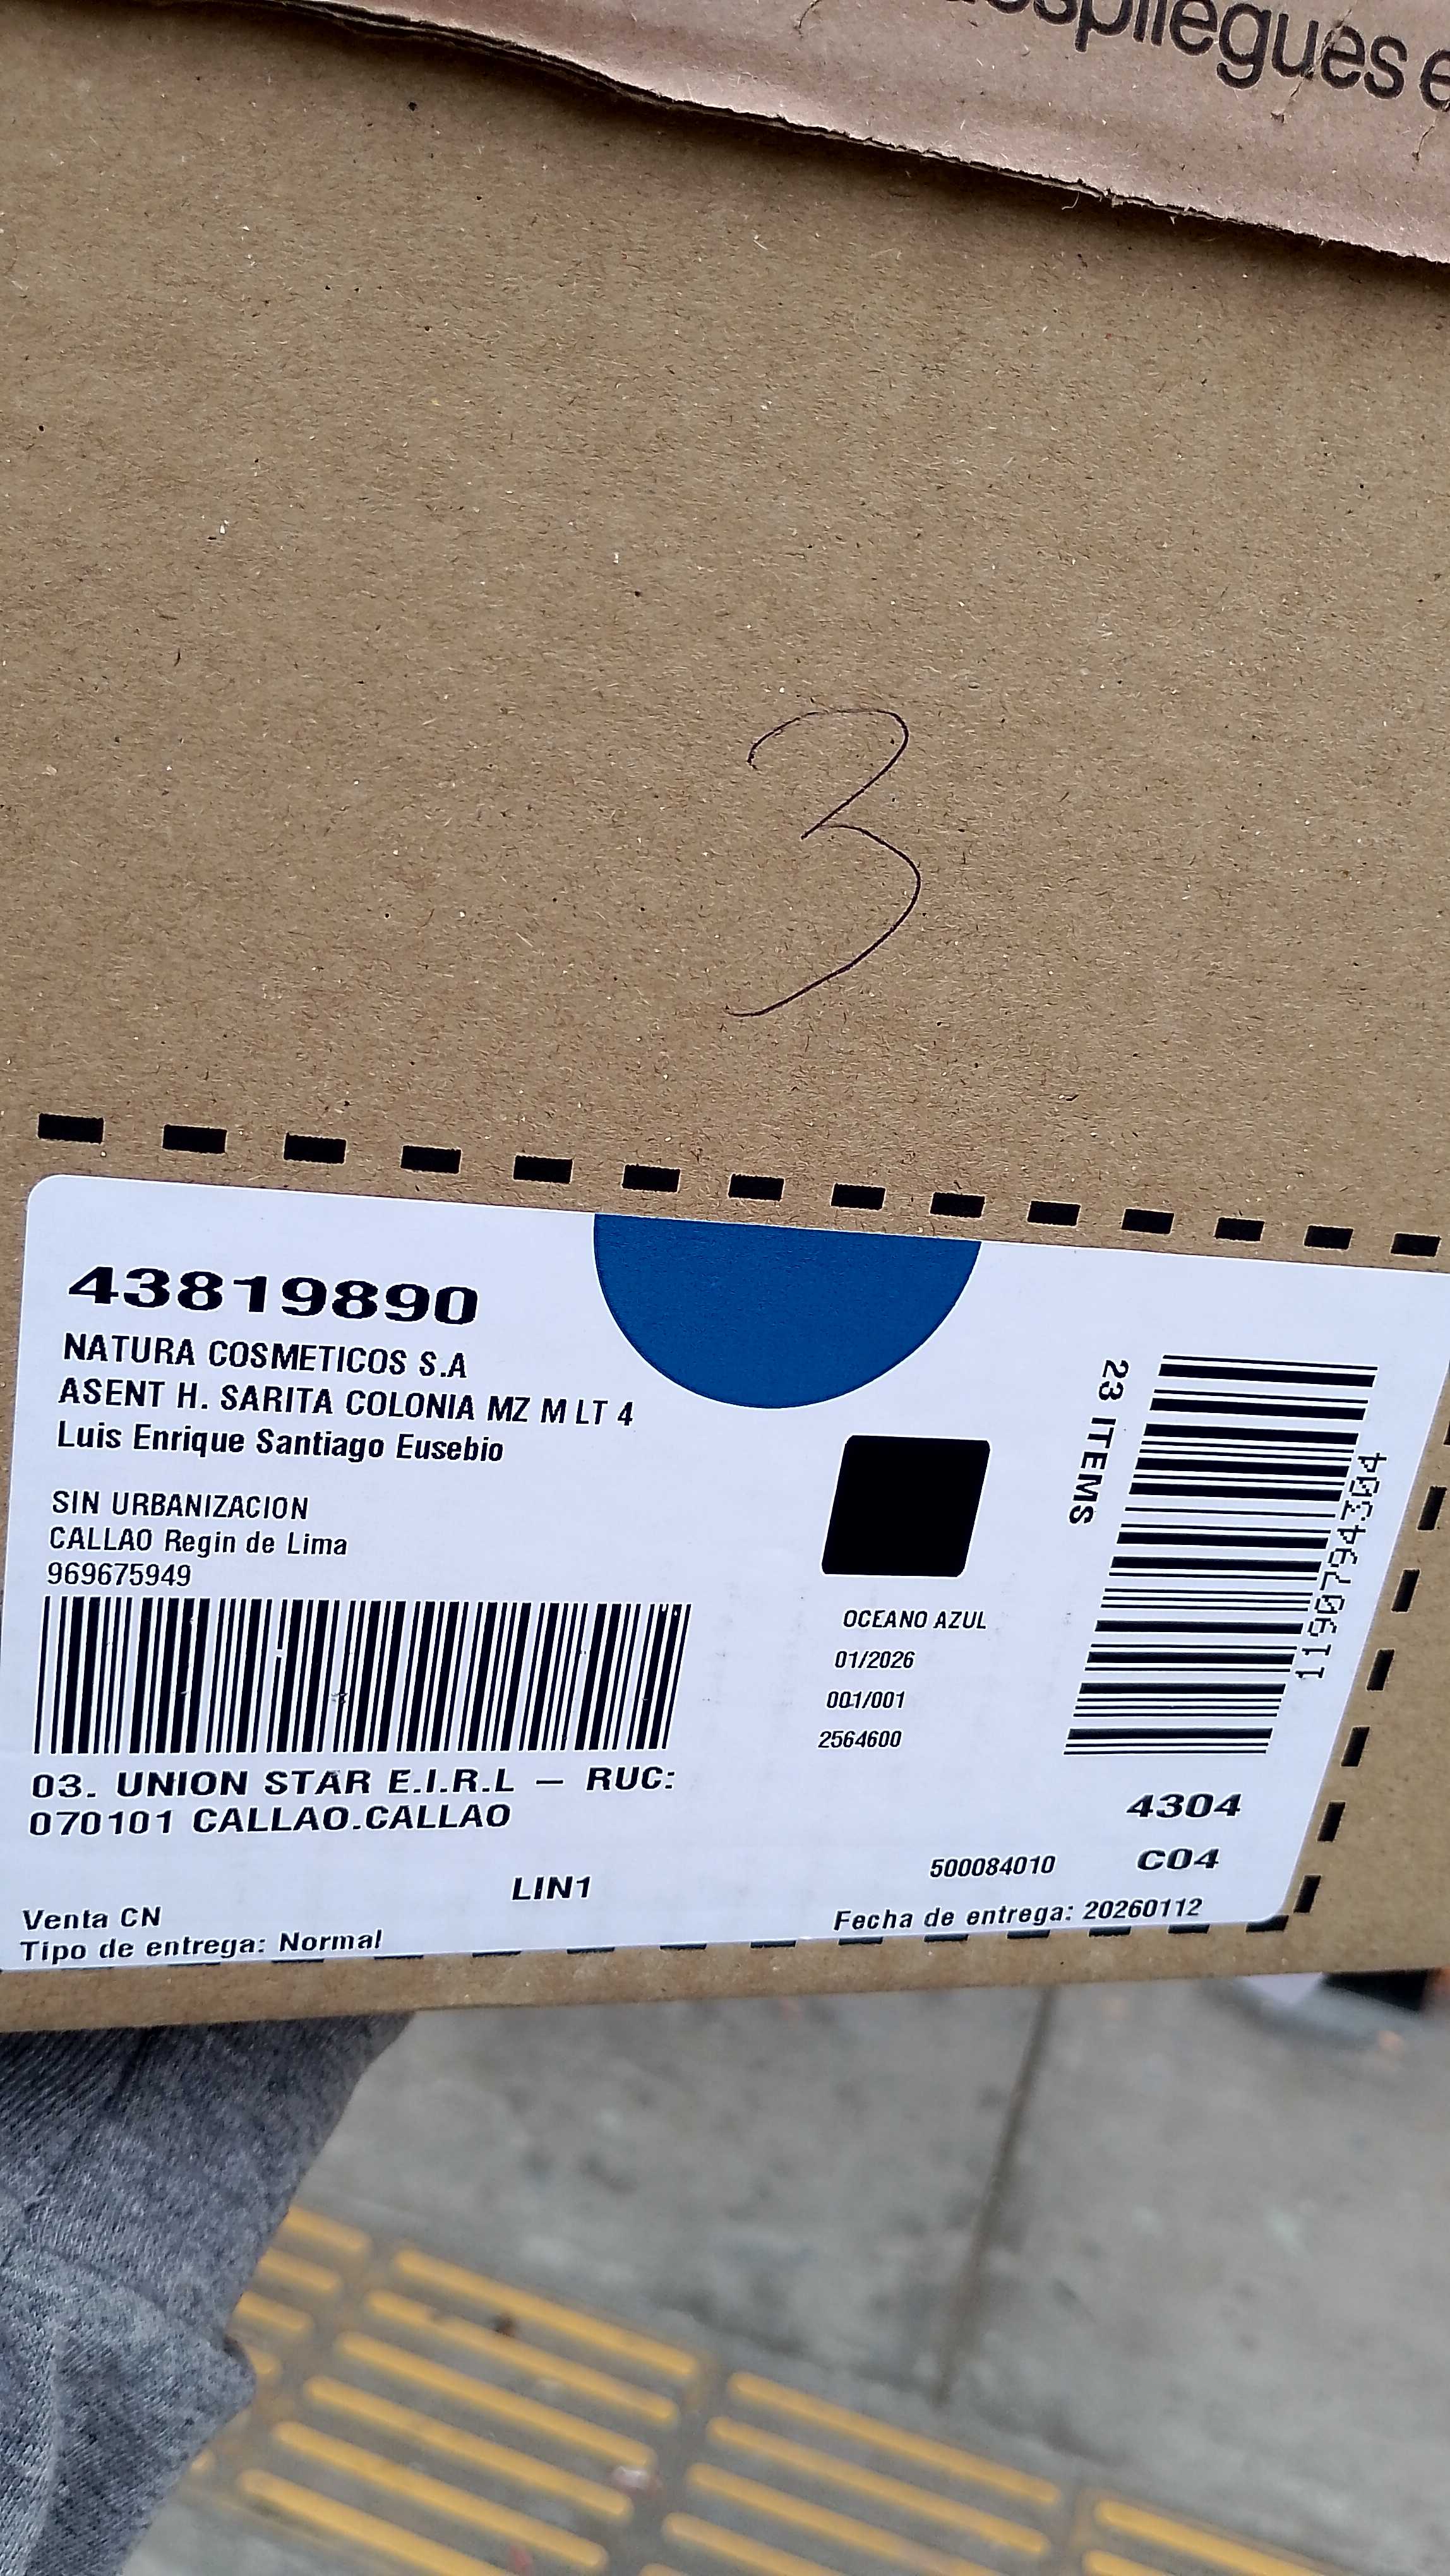 3
43819890
NATURA COSMETICOS S.A
ASENT H. SARITA COLONIA MZ M LT 4
Luis Enrique Santiago Eusebio
SIN URBANIZACION
CALLAO Regin de Lima
969675949
03. UNION STAR E.I.R.L – RUC:
070101 CALLAO.CALLAO
LIN1
Venta CN
Tipo de entrega: Normal
OCEANO AZUL
01/2026
001/001
2564600
23 ITEMS
1190794304
4304
500084010 C04
Fecha de entrega: 20260112